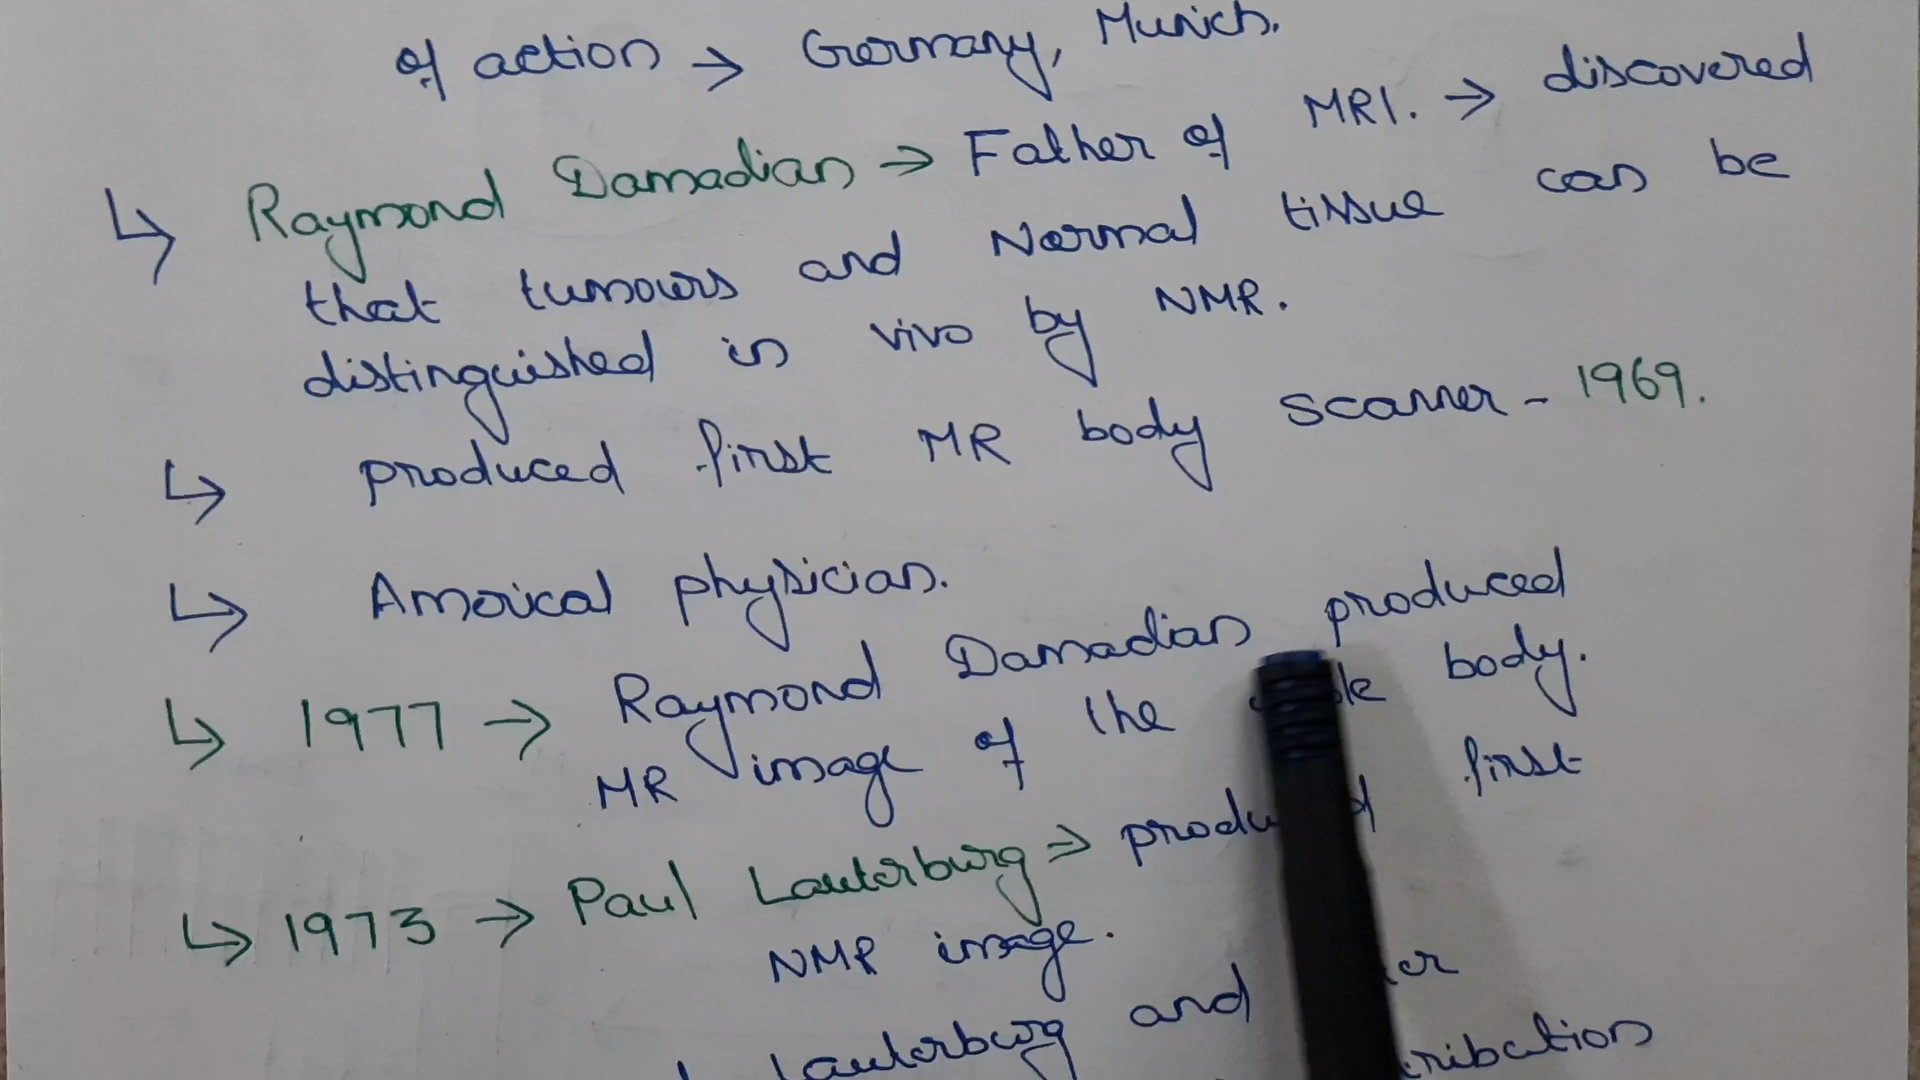 of action → Germany, Munich.
↳ Raymond Damadian → Father of MRI. → discovered
that tumours and Normal tissue can be
distinguished in vivo by NMR.
↳ produced first MR body scanner - 1969.
↳ Americal physician.
↳ 1977 → Raymond Damadian produced
MR image of the body.
↳ 1973 → Paul Lauterburg → produced first
NMR image.
Lauterburg and